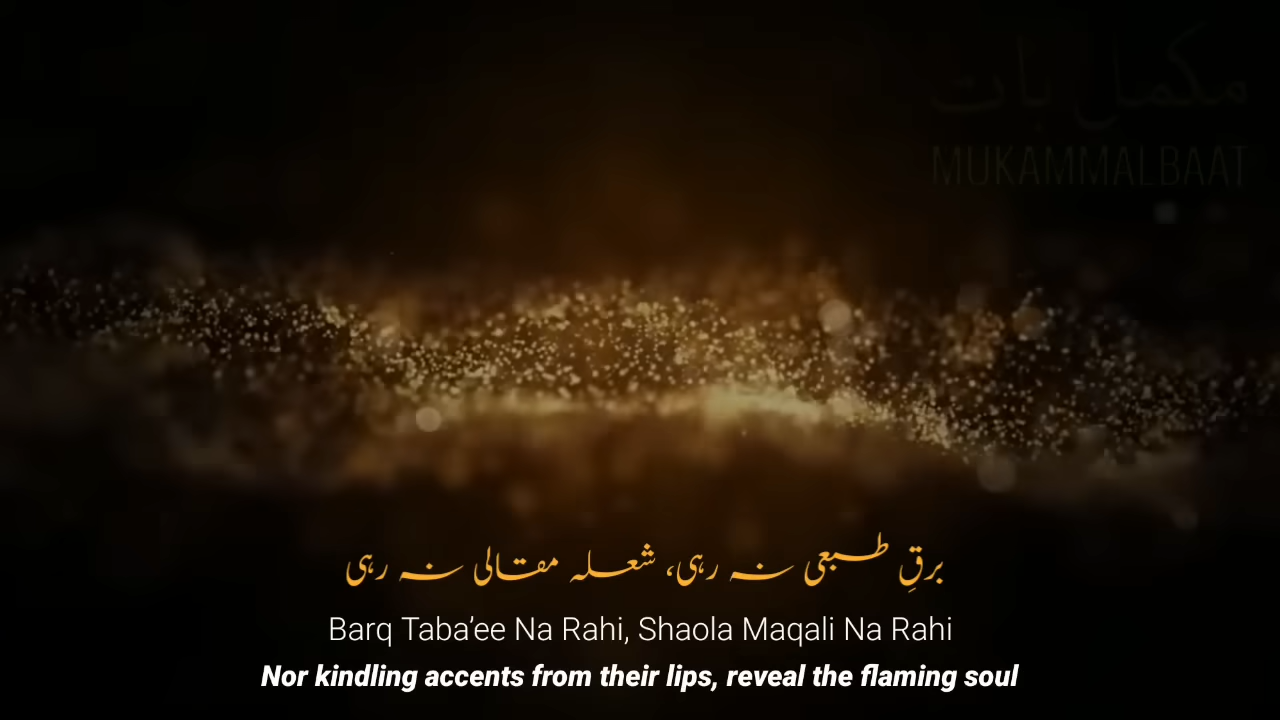 مکمل بات
MUKAMMALBAAT
برقِ طبعی نہ رہی، شعلہ مقالی نہ رہی
Barq Taba’ee Na Rahi, Shaola Maqali Na Rahi
Nor kindling accents from their lips, reveal the flaming soul